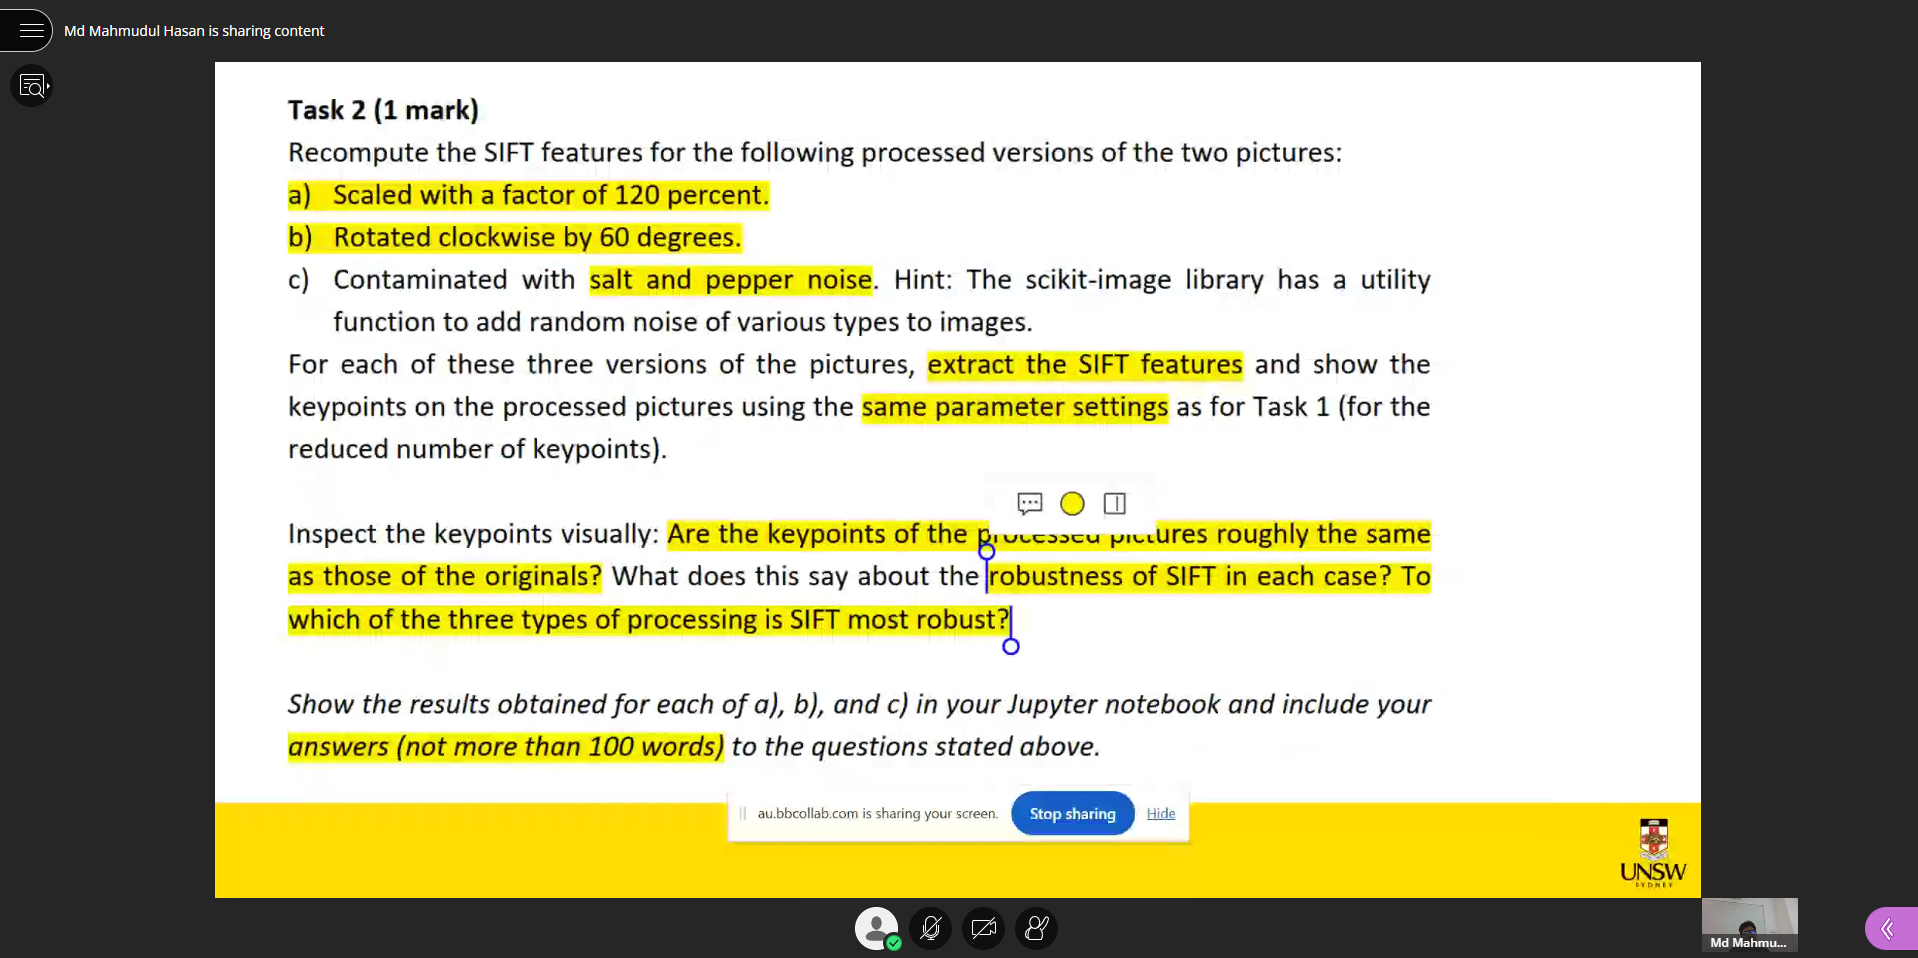 Md Mahmudul Hasan is sharing content
Task 2 (1 mark)
Recompute the SIFT features for the following processed versions of the two pictures:
a) Scaled with a factor of 120 percent.
b) Rotated clockwise by 60 degrees.
c) Contaminated with salt and pepper noise. Hint: The scikit-image library has a utility
function to add random noise of various types to images.
For each of these three versions of the pictures, extract the SIFT features and show the
keypoints on the processed pictures using the same parameter settings as for Task 1 (for the
reduced number of keypoints).
Inspect the keypoints visually: Are the keypoints of the processed pictures roughly the same
as those of the originals? What does this say about the robustness of SIFT in each case? To
which of the three types of processing is SIFT most robust?
Show the results obtained for each of a), b), and c) in your Jupyter notebook and include your
answers (not more than 100 words) to the questions stated above.
au.bbcollab.com is sharing your screen. Stop sharing Hide
UNSW
SYDNEY
Md Mahmu...